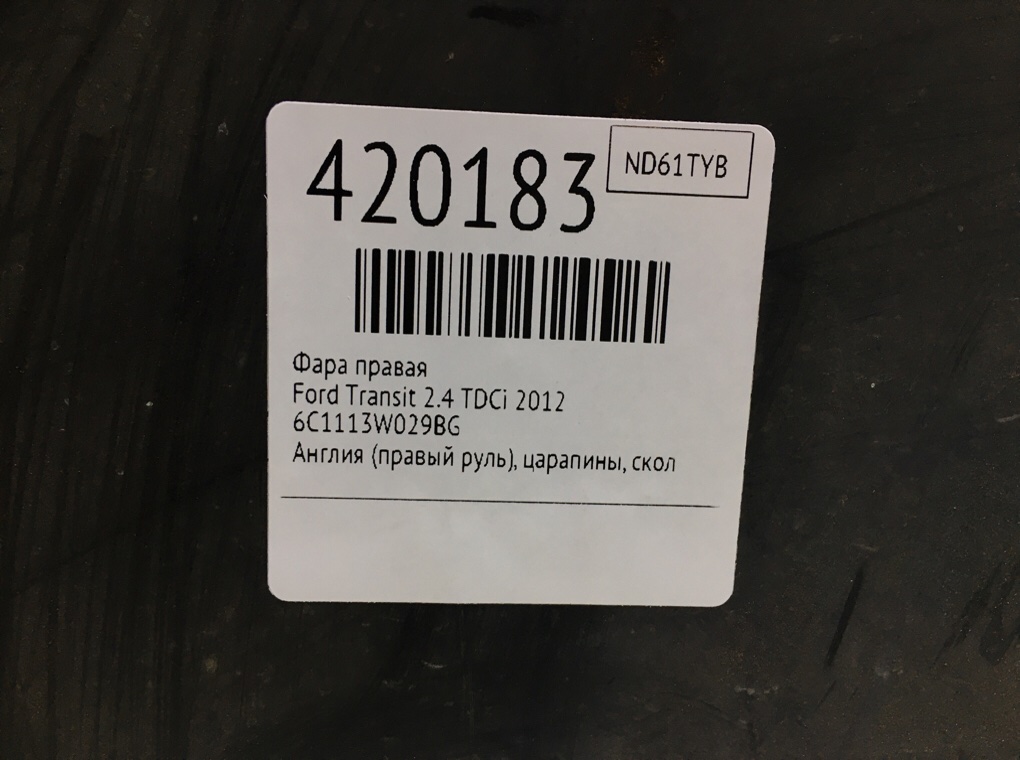 420183
ND61TYB
Фара правая
Ford Transit 2.4 TDCi 2012
6C1113W029BG
Англия (правый руль), царапины, скол